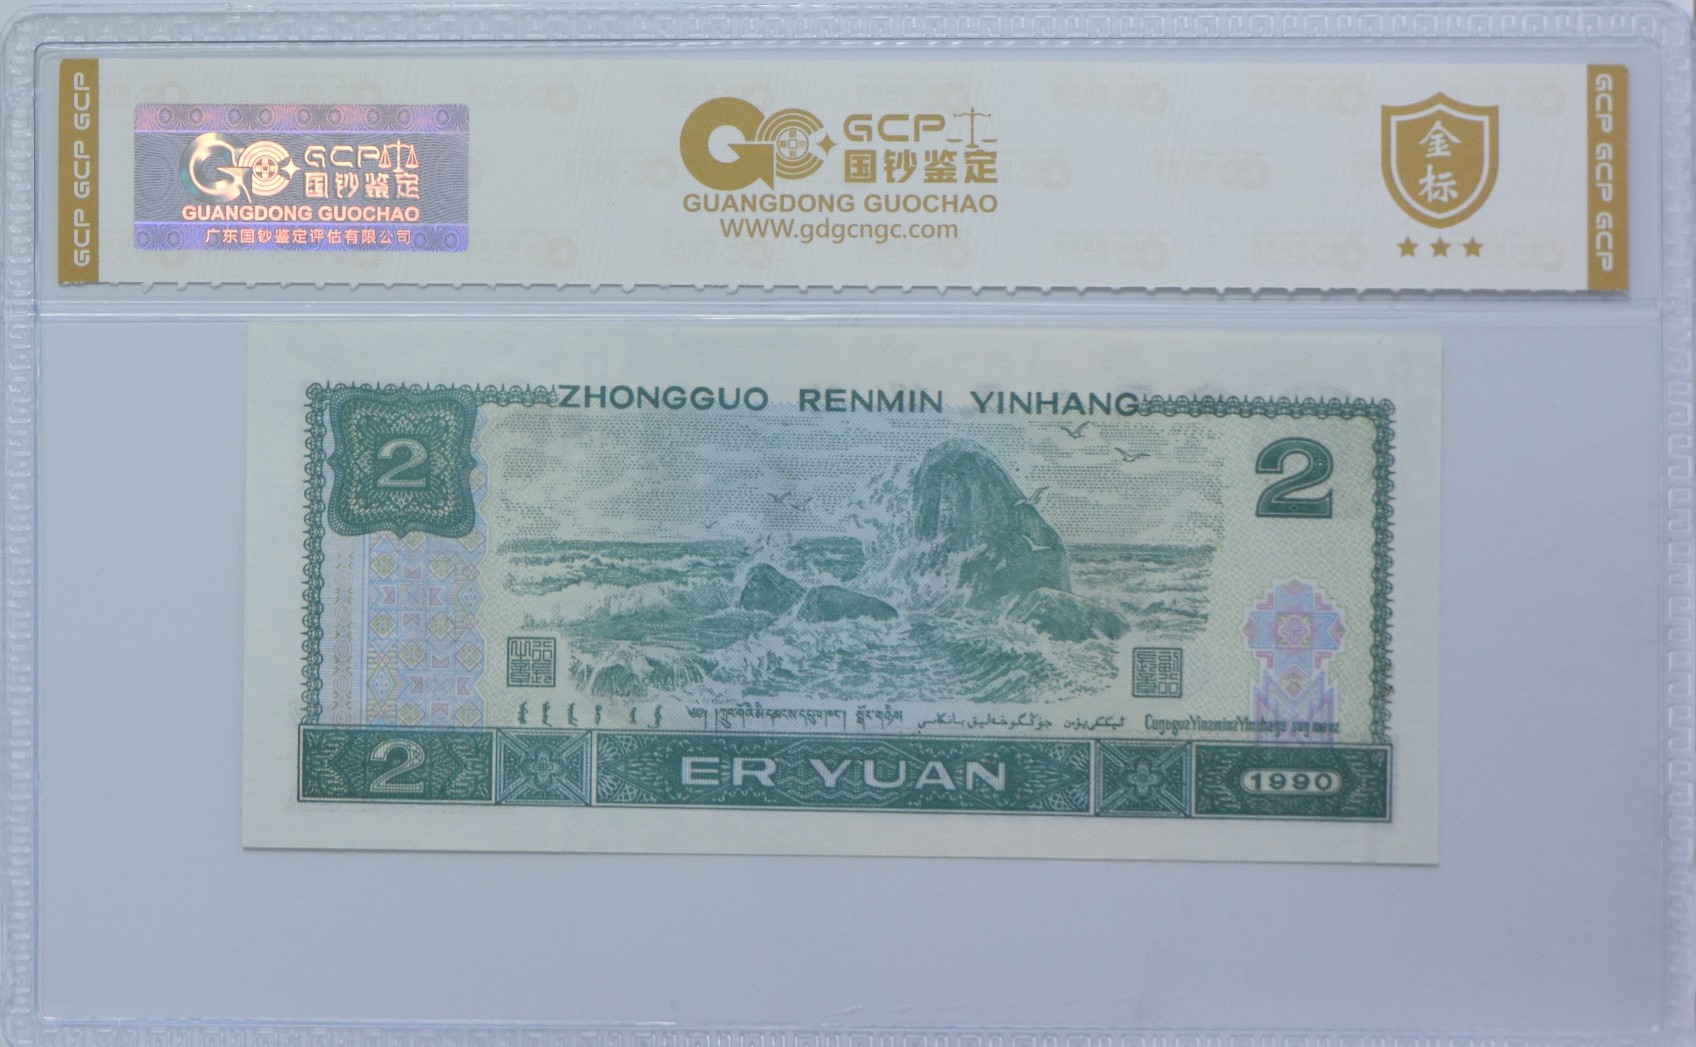 GCP GCP GCP
GCP
国钞鉴定
GUANGDONG GUOCHAO
广东国钞鉴定评估有限公司
GCP
国钞鉴定
GUANGDONG GUOCHAO
www.gdgcngc.com
金标
GCP GCP GCP
ZHONGGUO RENMIN YINHANG
2
2
2
ER YUAN
1990